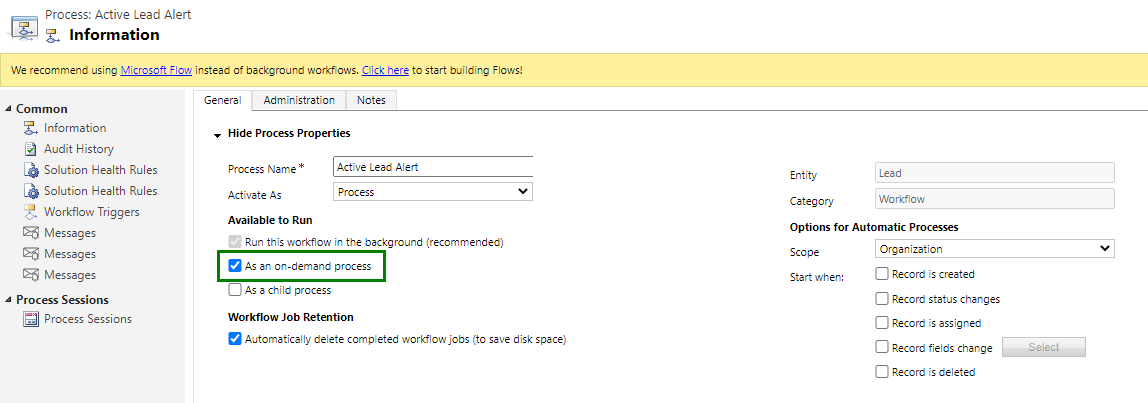 Process: Active Lead Alert
Information
We recommend using Microsoft Flow instead of background workflows. Click here to start building Flows!
Common
Information
Audit History
Solution Health Rules
Solution Health Rules
Workflow Triggers
Messages
Messages
Messages
Process Sessions
Process Sessions
General Administration Notes
Hide Process Properties
Process Name * Active Lead Alert
Activate As Process
Available to Run
Run this workflow in the background (recommended)
As an on-demand process
As a child process
Workflow Job Retention
Automatically delete completed workflow jobs (to save disk space)
Entity Lead
Category Workflow
Options for Automatic Processes
Scope Organization
Start when: Record is created
Record status changes
Record is assigned
Record fields change Select
Record is deleted